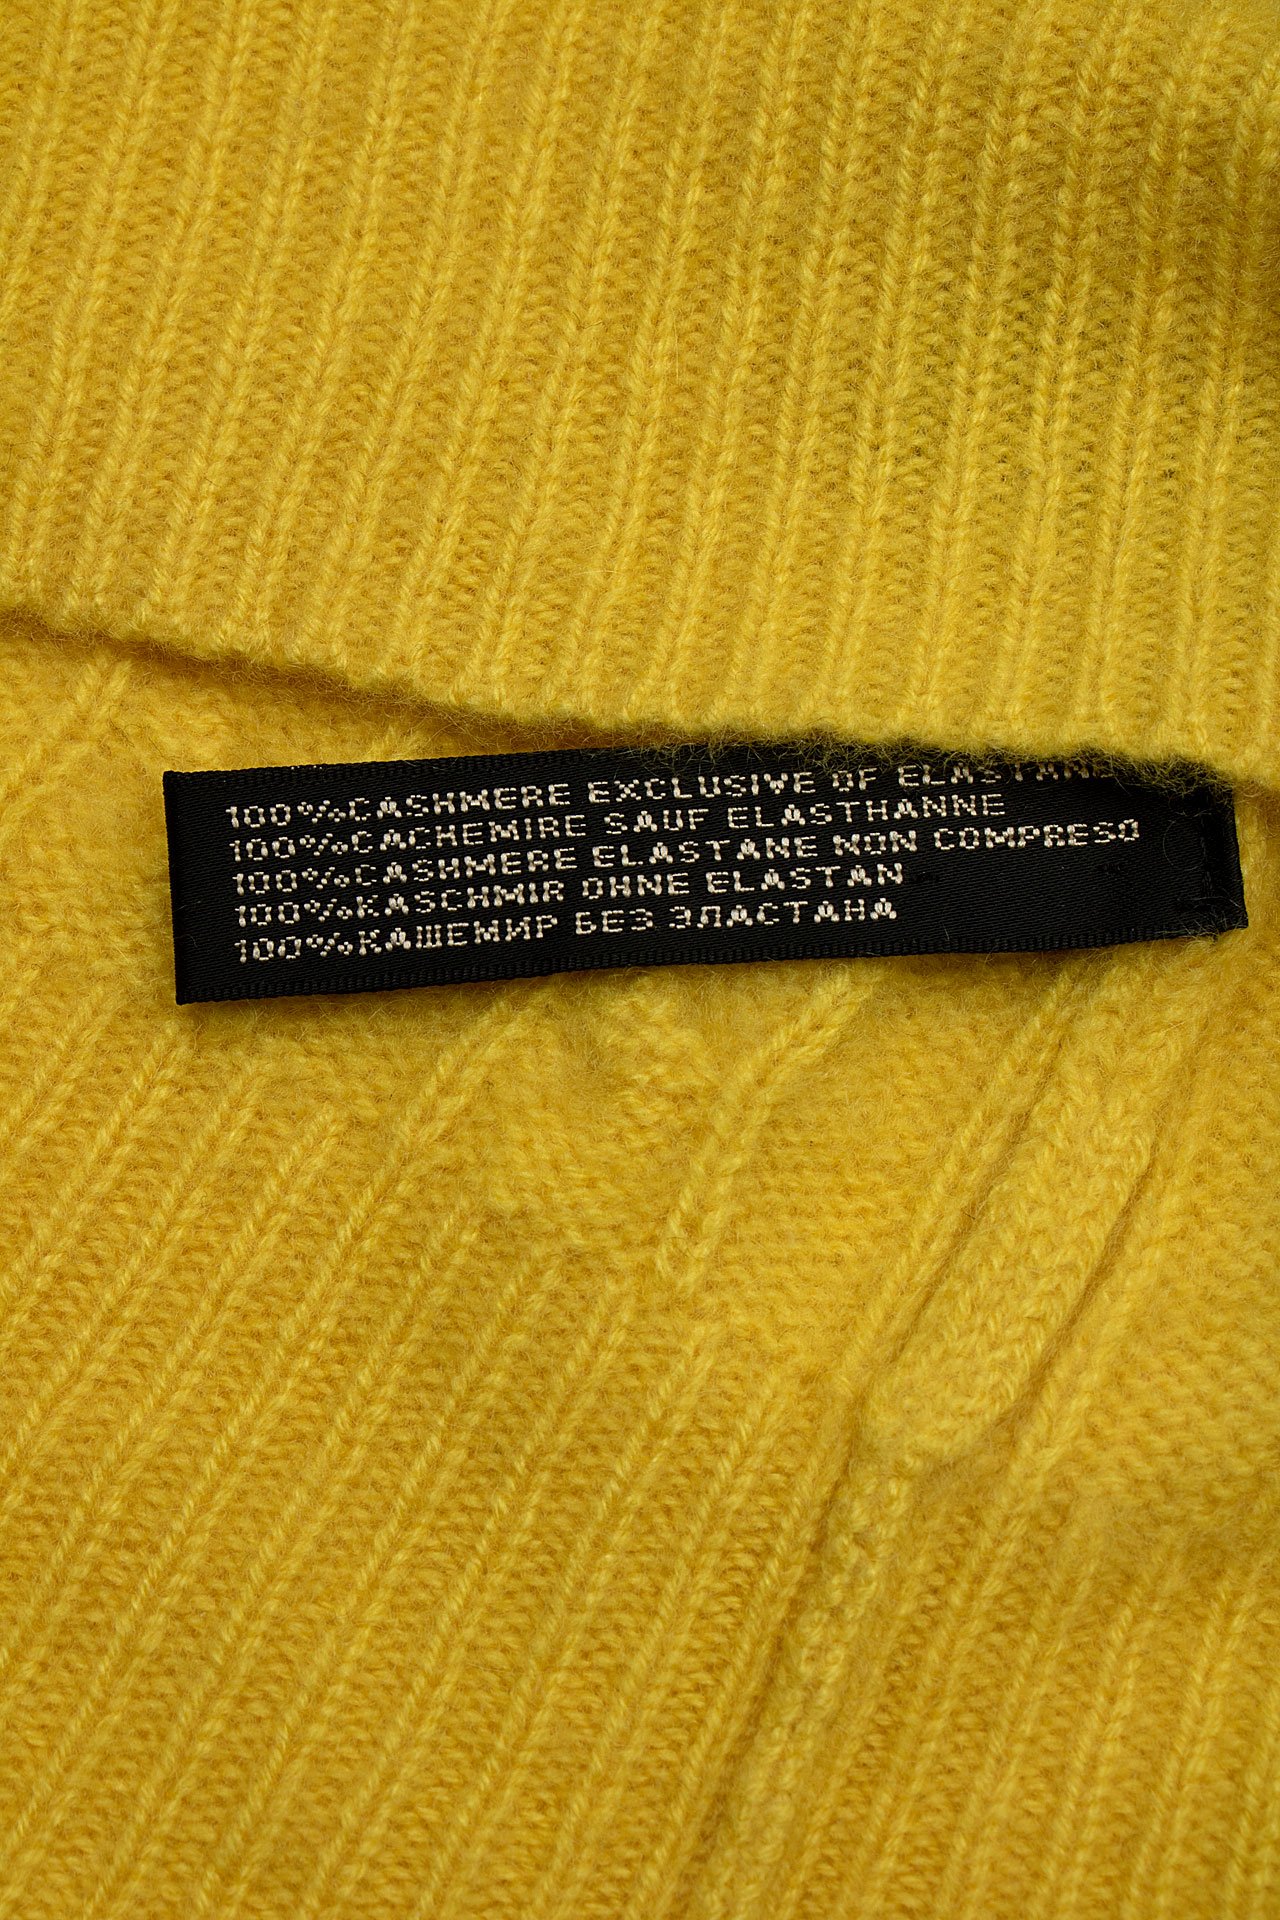 100%CASHMERE EXCLUSIVE OF ELASTANE
100%CACHEMIRE SAUF ELASTHANNE
100%CASHMERE ELASTANE NON COMPRESO
100%KASCHMIR OHNE ELASTAN
100%КАШЕМИР БЕЗ ЭЛАСТАНА